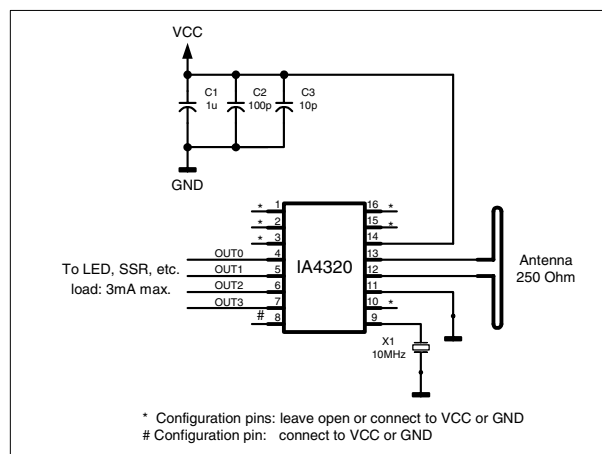 VCC
C1
1u
C2
100p
C3
10p
GND
1
2
3
4
5
6
7
8
16
15
14
13
12
11
10
9
*
*
*
#
*
*
*
IA4320
To LED, SSR, etc.
load: 3mA max.
OUT0
OUT1
OUT2
OUT3
Antenna
250 Ohm
X1
10MHz
* Configuration pins: leave open or connect to VCC or GND
# Configuration pin: connect to VCC or GND